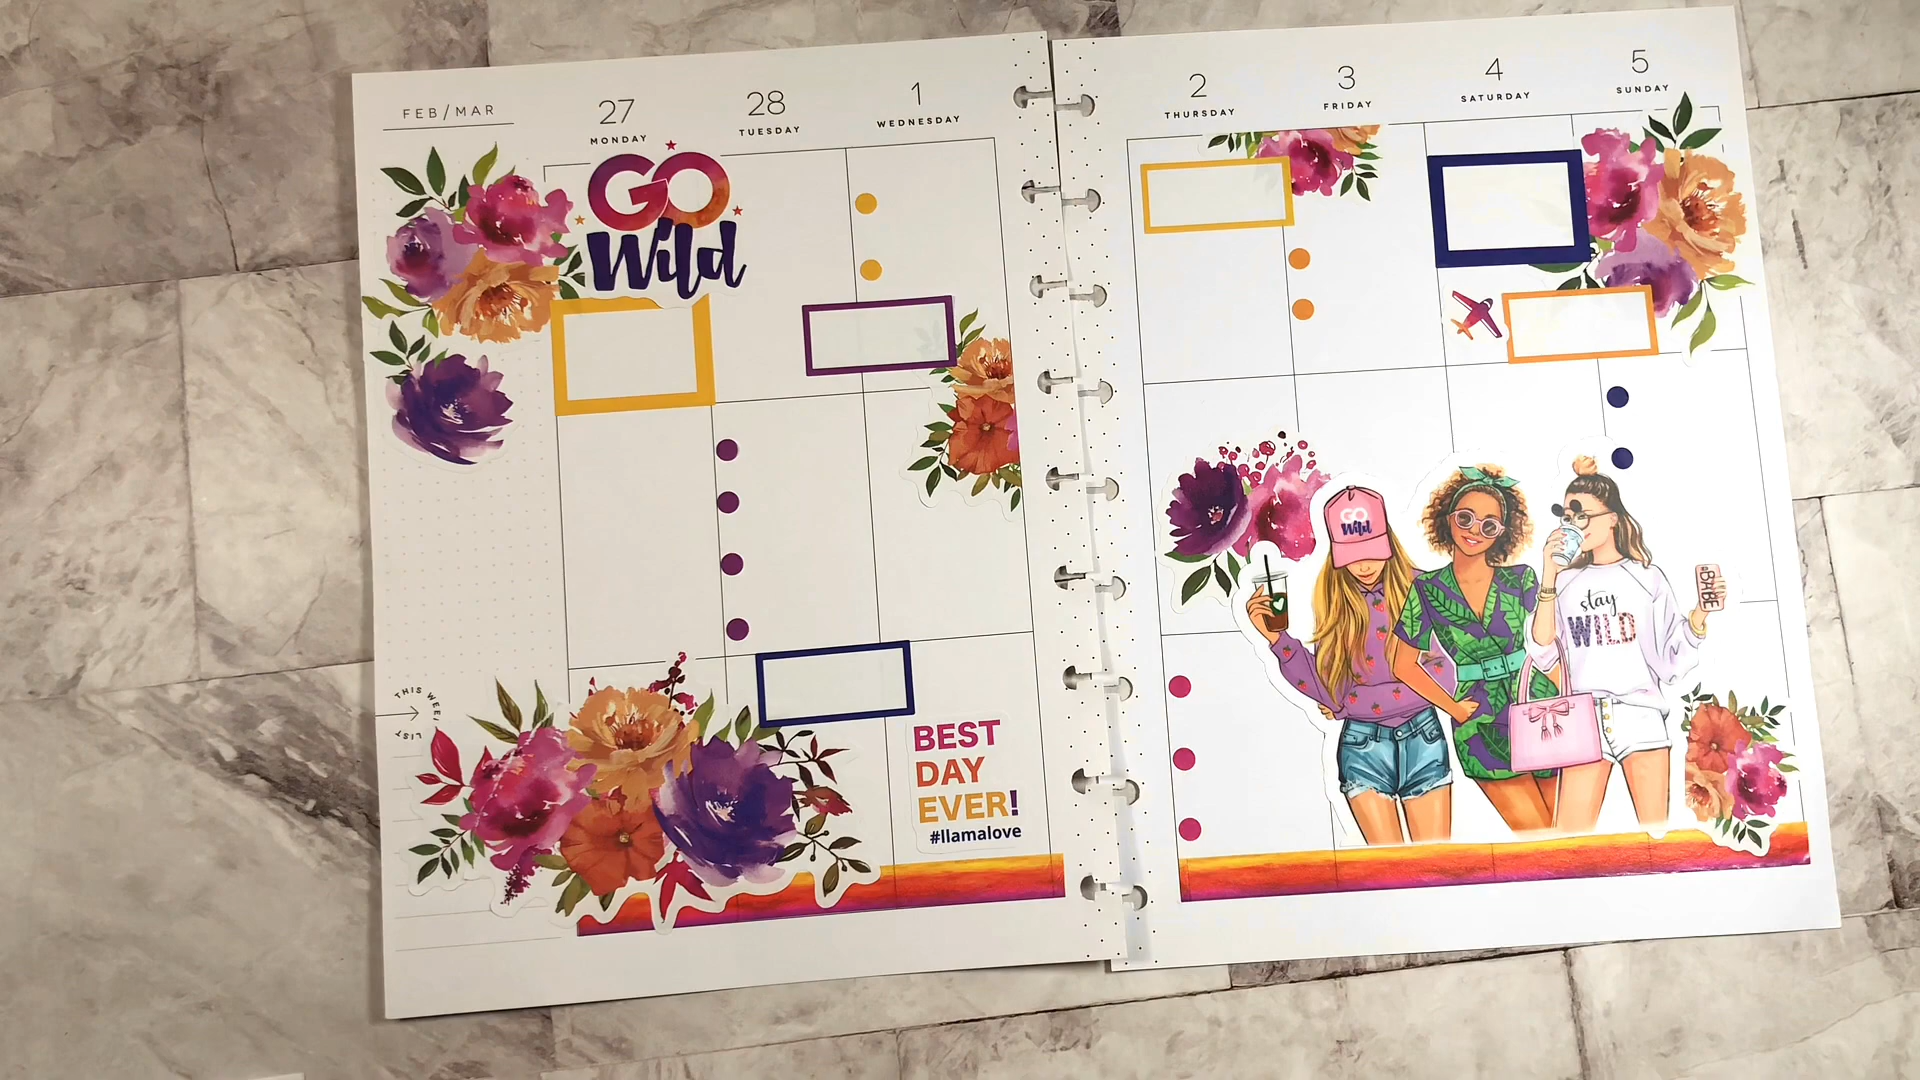 FEB/MAR
27
MONDAY
28
TUESDAY
1
WEDNESDAY
2
THURSDAY
3
FRIDAY
4
SATURDAY
5
SUNDAY
GO
Wild
THIS WEEK
LIST
BEST
DAY
EVER!
#llamalove
GO
Wild
stay
WILD
#BABE